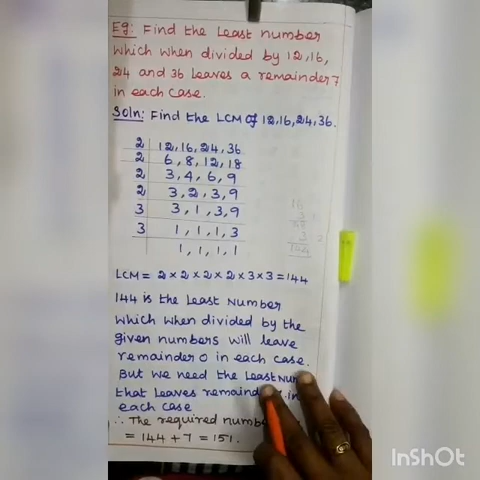 Eg: Find the Least number
which when divided by 12,16,
24 and 36 leaves a remainder 7
in each case.
Soln: Find the LCM of 12,16,24,36.
2 | 12,16,24,36
2 | 6,8,12,18
2 | 3,4,6,9
2 | 3,2,3,9
3 | 3,1,3,9
3 | 1,1,1,3
1,1,1,1
LCM = 2×2×2×2×3×3=144
144 is the Least Number
which when divided by the
given numbers will leave
remainder 0 in each case.
But we need the Least
that leaves in
each case
∴ The required
= 144+7 = 151.
InShOt